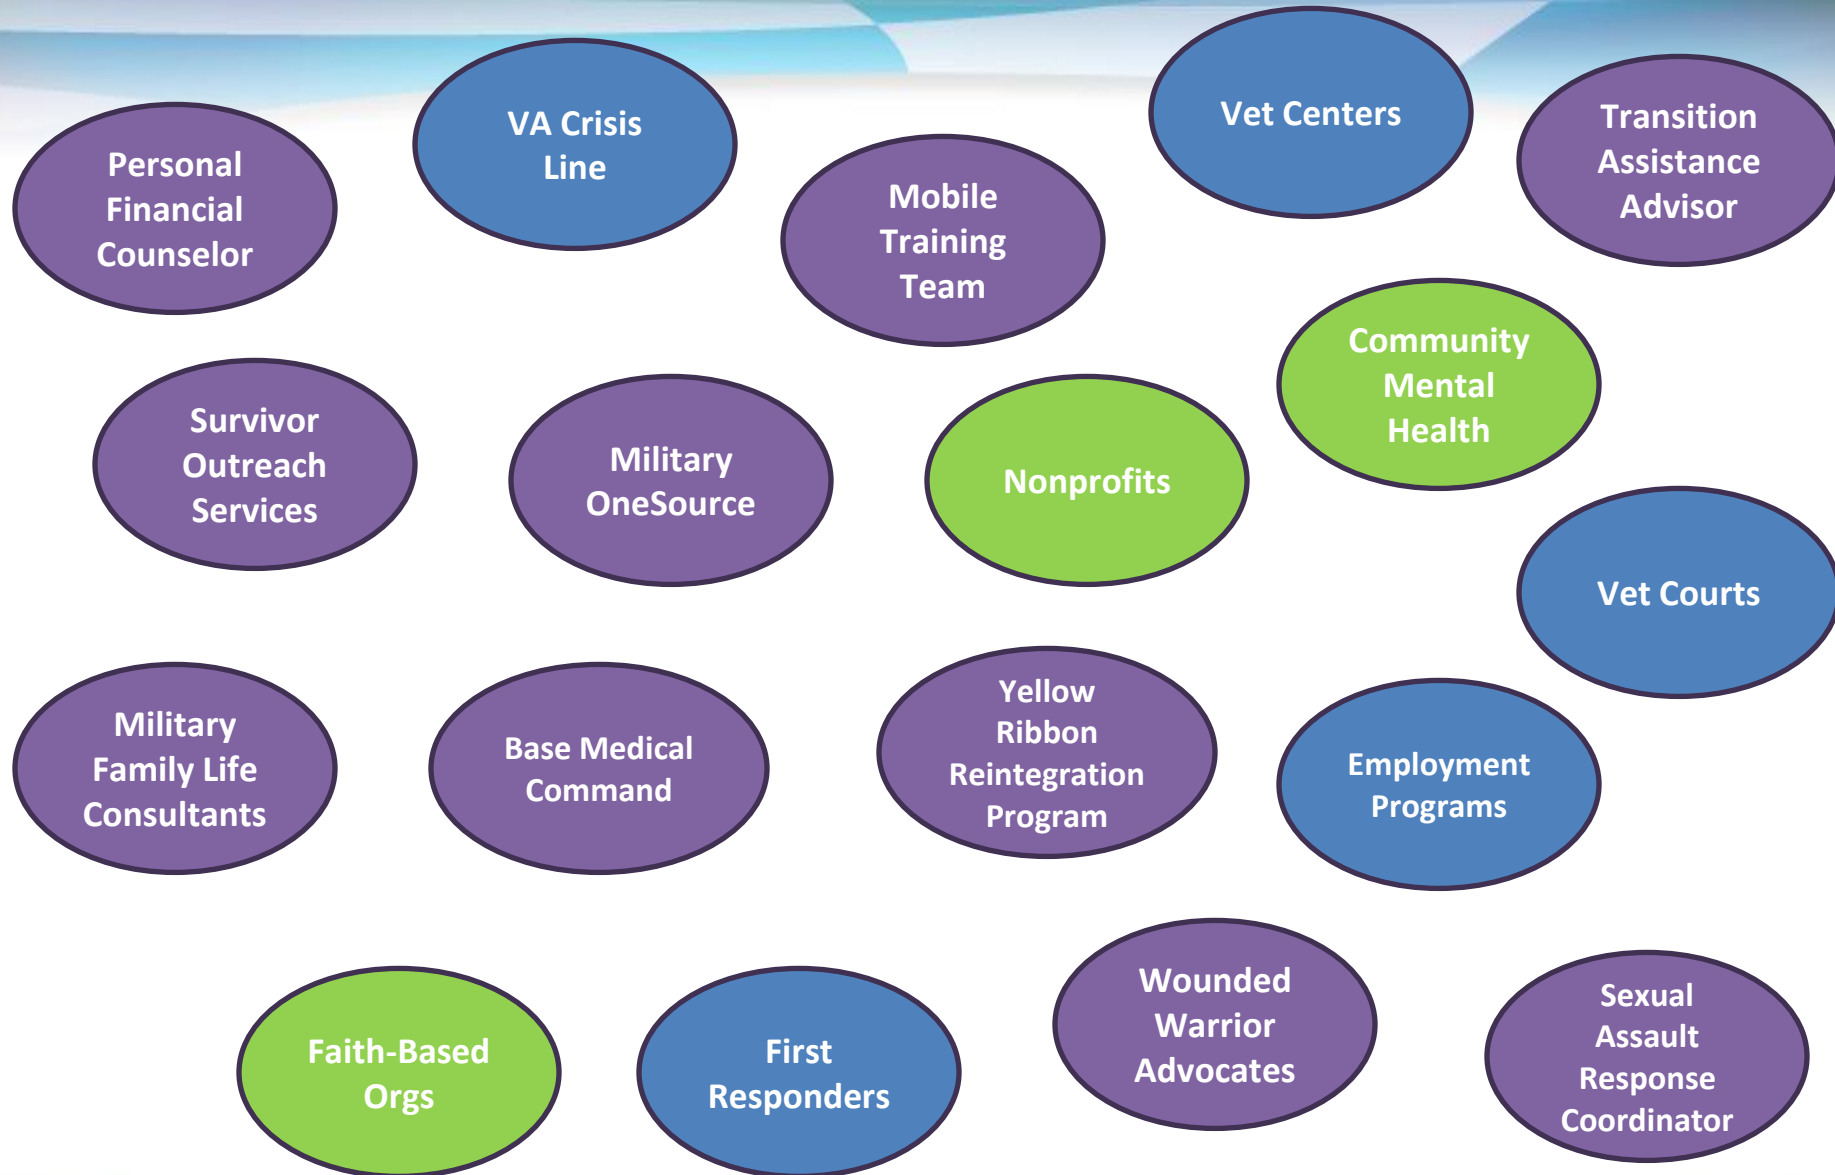 Personal
Financial
Counselor
VA Crisis
Line
Mobile
Training
Team
Vet Centers
Transition
Assistance
Advisor
Survivor
Outreach
Services
Military
OneSource
Nonprofits
Community
Mental
Health
Vet Courts
Military
Family Life
Consultants
Base Medical
Command
Yellow
Ribbon
Reintegration
Program
Employment
Programs
Faith-Based
Orgs
First
Responders
Wounded
Warrior
Advocates
Sexual
Assault
Response
Coordinator